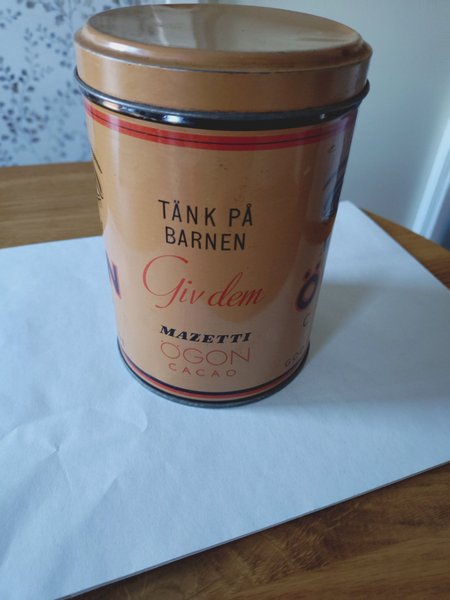 TÄNK PÅ
BARNEN
Giv dem
MAZETTI
ÖGON
CACAO